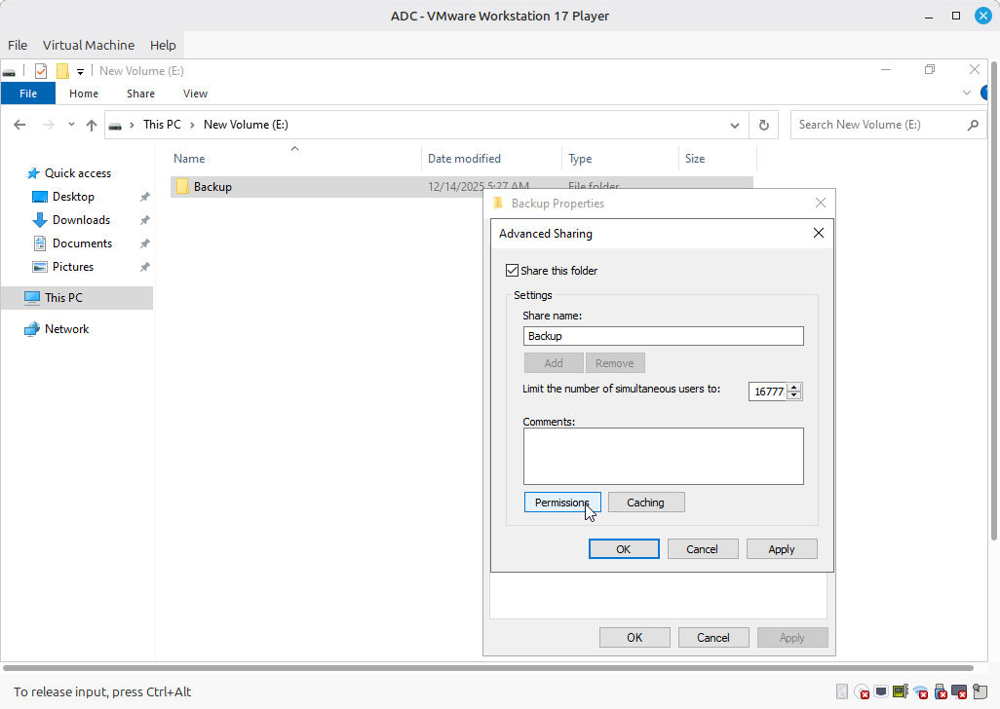 ADC - VMware Workstation 17 Player
File Virtual Machine Help
New Volume (E:)
File Home Share View
This PC New Volume (E:) Search New Volume (E:)
Name Date modified Type Size
Quick access
Backup 12/14/2025 5:27 AM File folder
Desktop
Downloads
Documents
Pictures
This PC
Network
Backup Properties
Advanced Sharing
Share this folder
Settings
Share name:
Backup
Add Remove
Limit the number of simultaneous users to: 16777
Comments:
Permissions Caching
OK Cancel Apply
OK Cancel Apply
To release input, press Ctrl+Alt